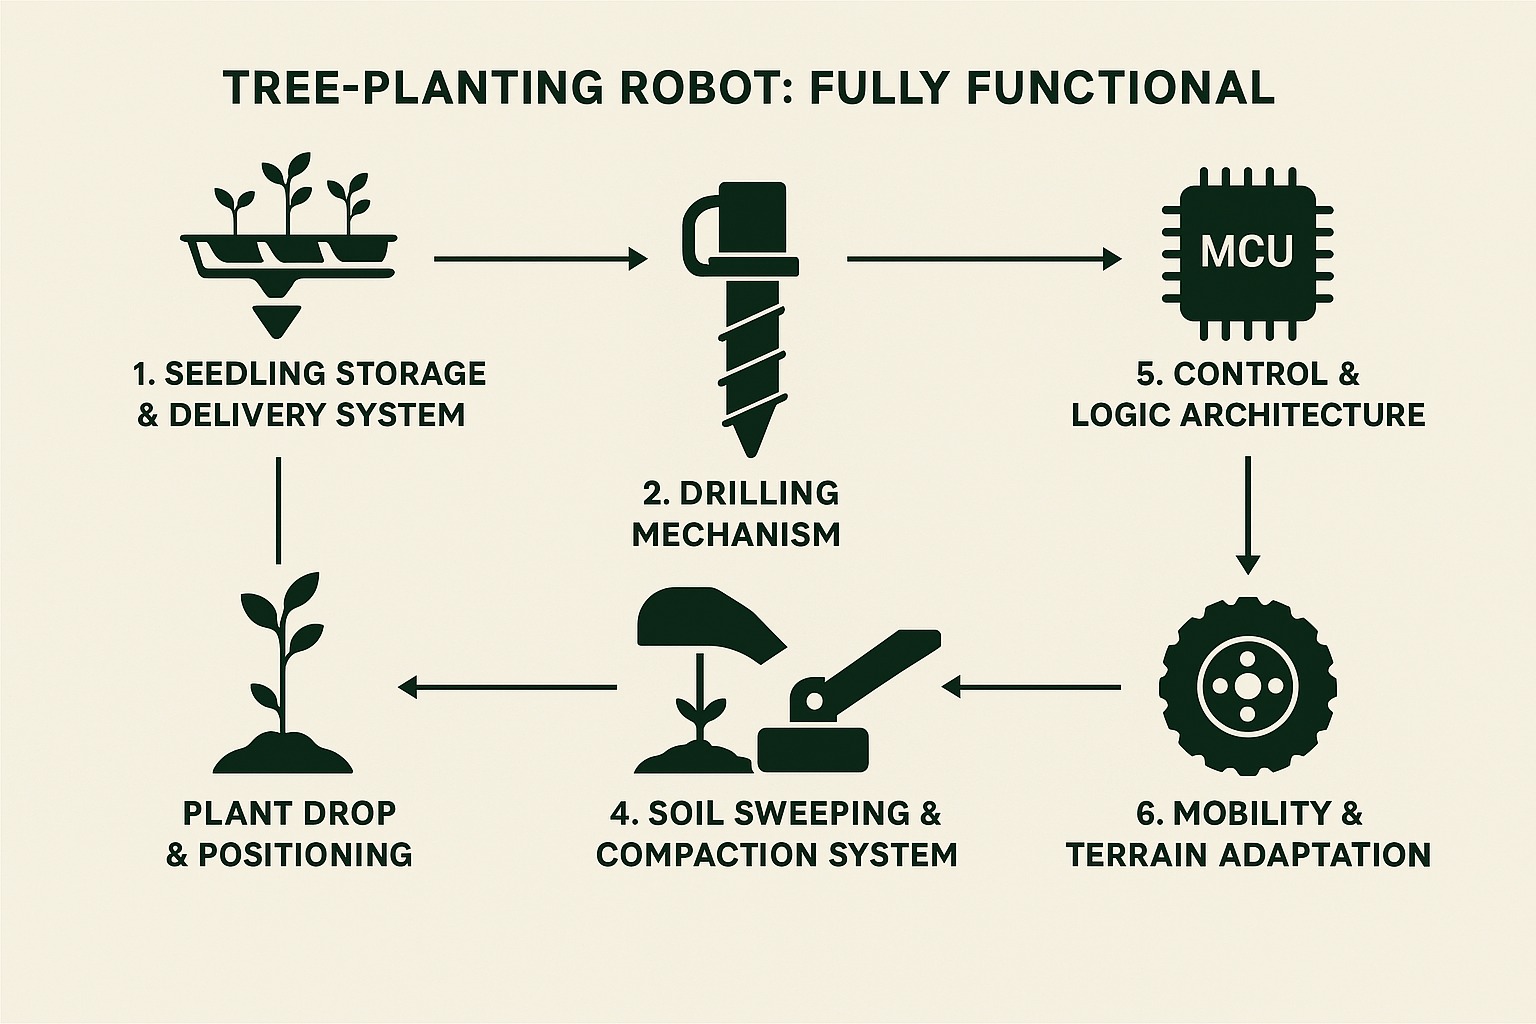 TREE-PLANTING ROBOT: FULLY FUNCTIONAL
1. SEEDLING STORAGE
& DELIVERY SYSTEM
2. DRILLING
MECHANISM
MCU
5. CONTROL &
LOGIC ARCHITECTURE
PLANT DROP
& POSITIONING
4. SOIL SWEEPING &
COMPACTION SYSTEM
6. MOBILITY &
TERRAIN ADAPTATION